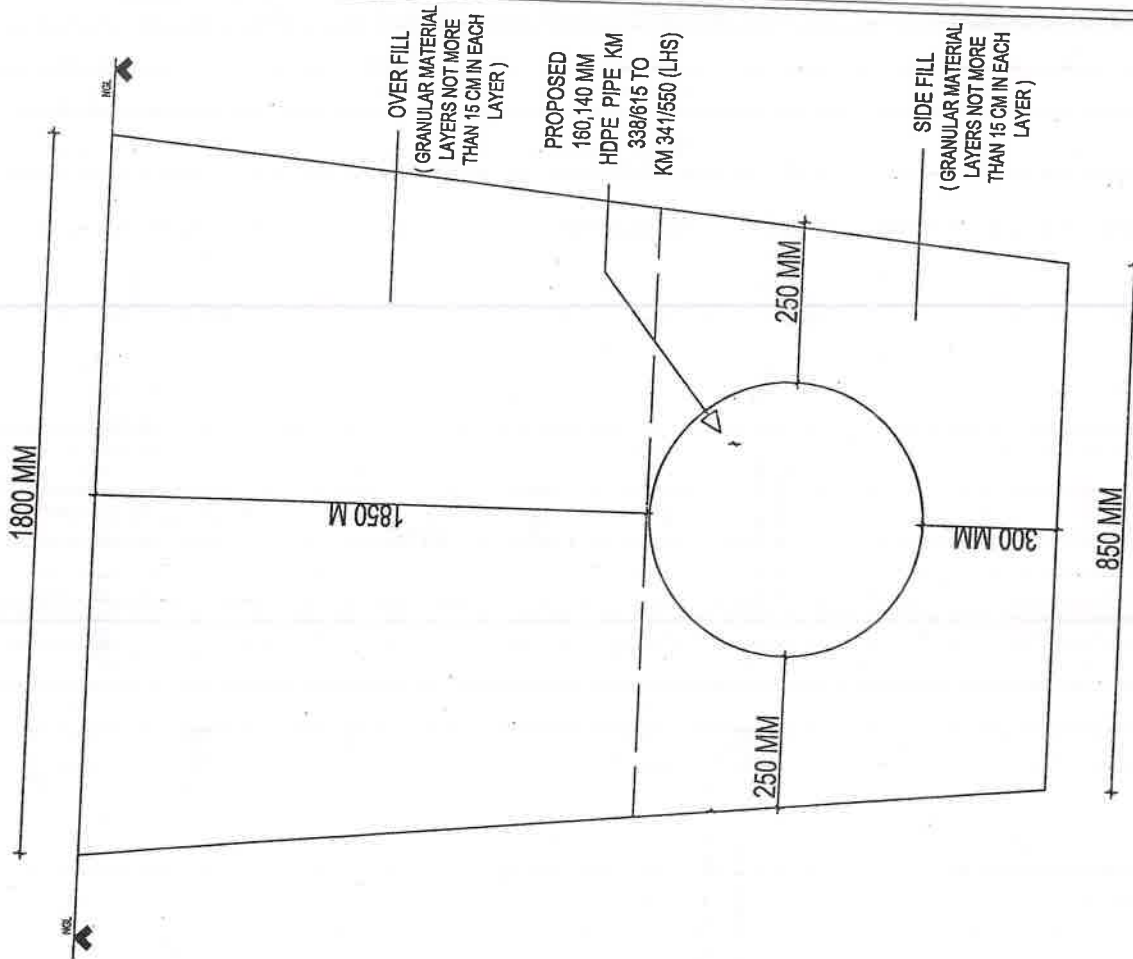 1800 MM
NGL
NGL
OVER FILL
( GRANULAR MATERIAL
LAYERS NOT MORE
THAN 15 CM IN EACH
LAYER )
1850 M
PROPOSED
160,140 MM
HDPE PIPE KM
338/615 TO
KM 341/550 (LHS)
250 MM
250 MM
SIDE FILL
( GRANULAR MATERIAL
LAYERS NOT MORE
THAN 15 CM IN EACH
LAYER )
300 MM
850 MM